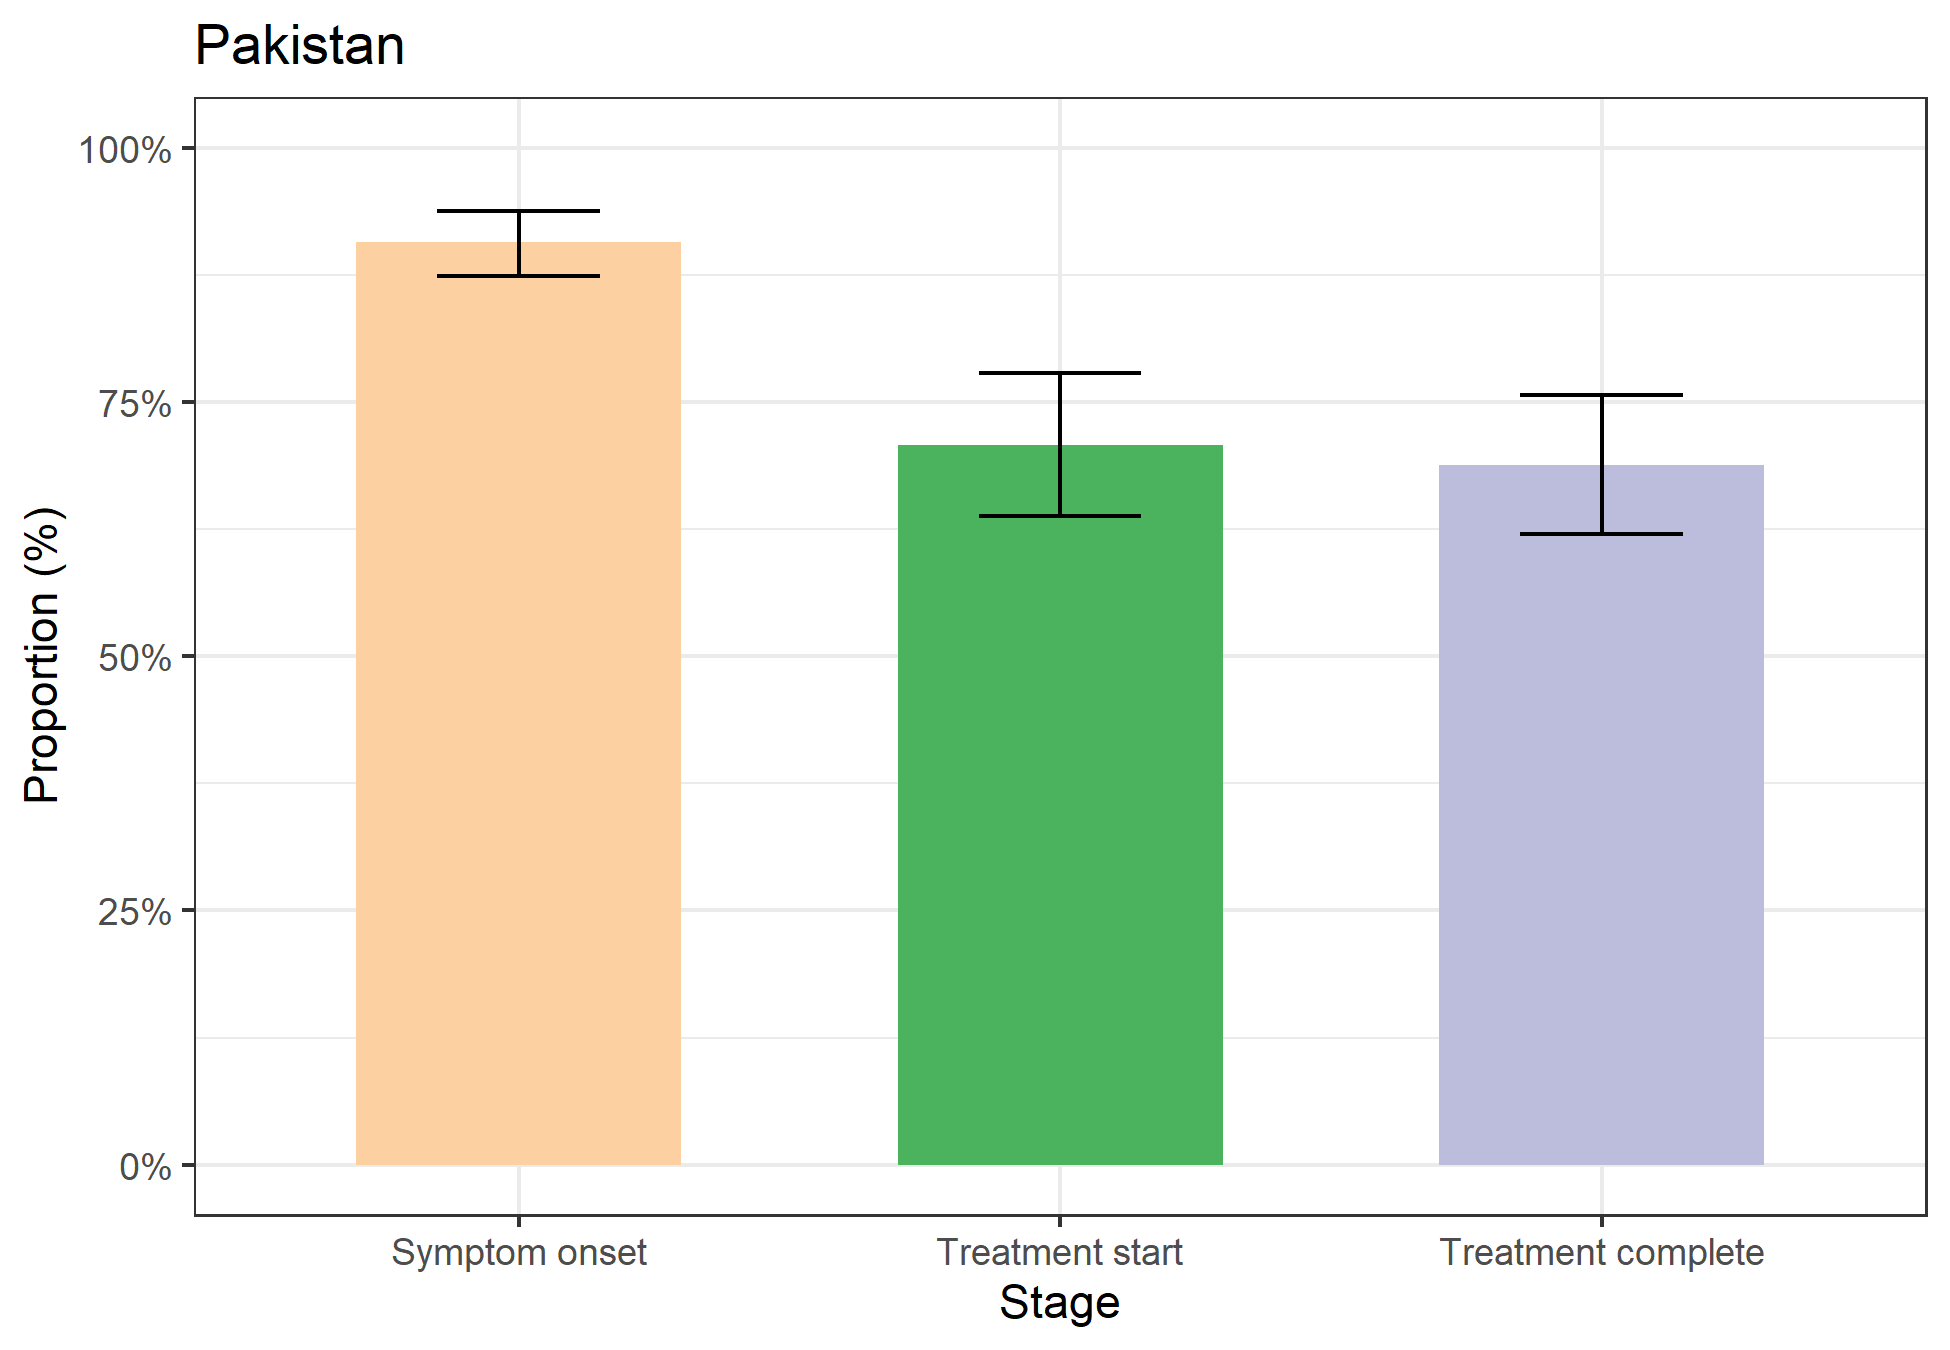 Pakistan
100%
75%
50%
25%
0%
Proportion (%)
Symptom onset
Treatment start
Treatment complete
Stage